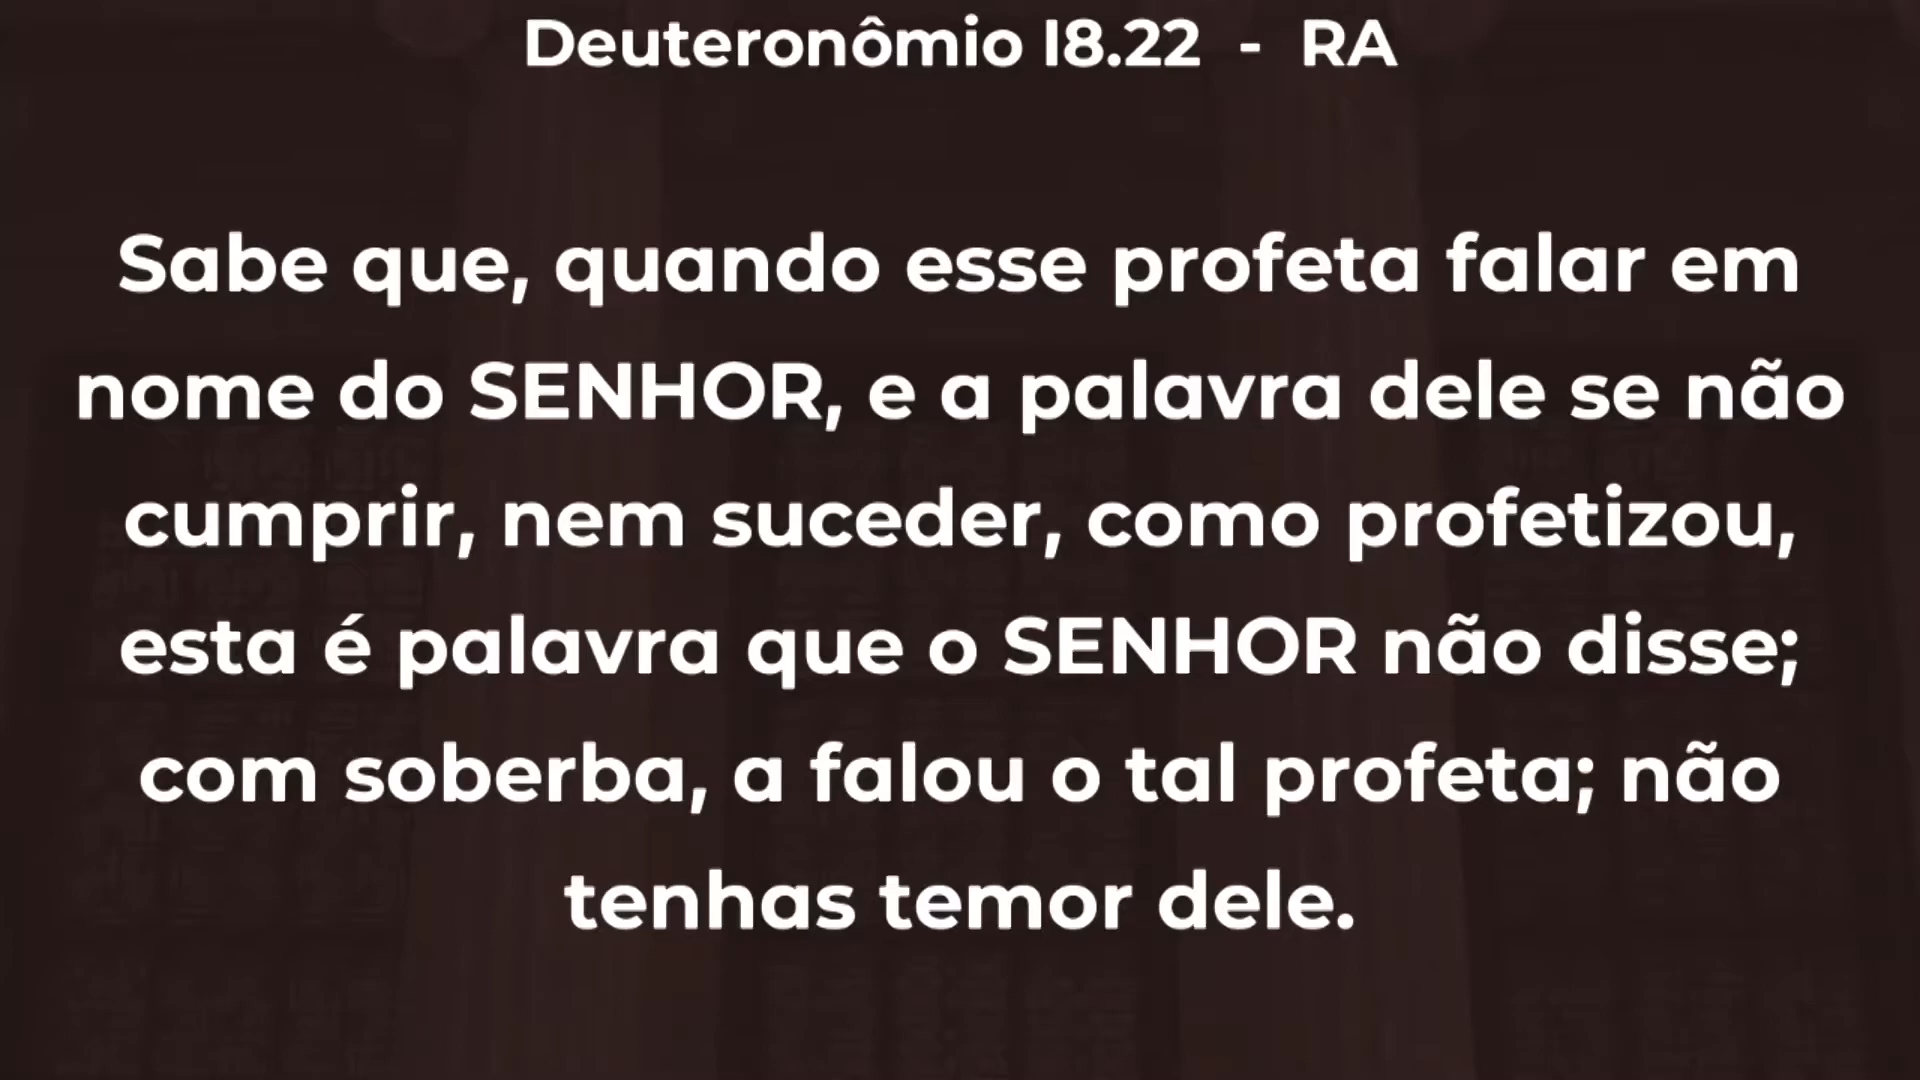 Deuteronômio I8.22 - RA
Sabe que, quando esse profeta falar em
nome do SENHOR, e a palavra dele se não
cumprir, nem suceder, como profetizou,
esta é palavra que o SENHOR não disse;
com soberba, a falou o tal profeta; não
tenhas temor dele.